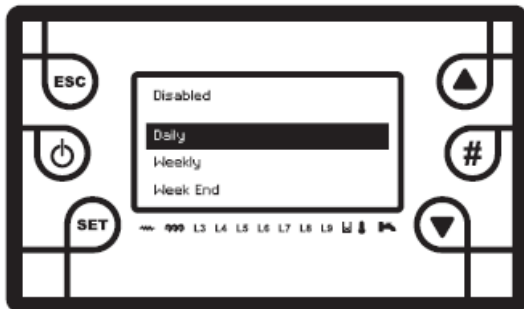 ESC
Disabled
Daily
#
Weekly
Week End
SET
L3 L4 L5 L6 L7 L8 L9